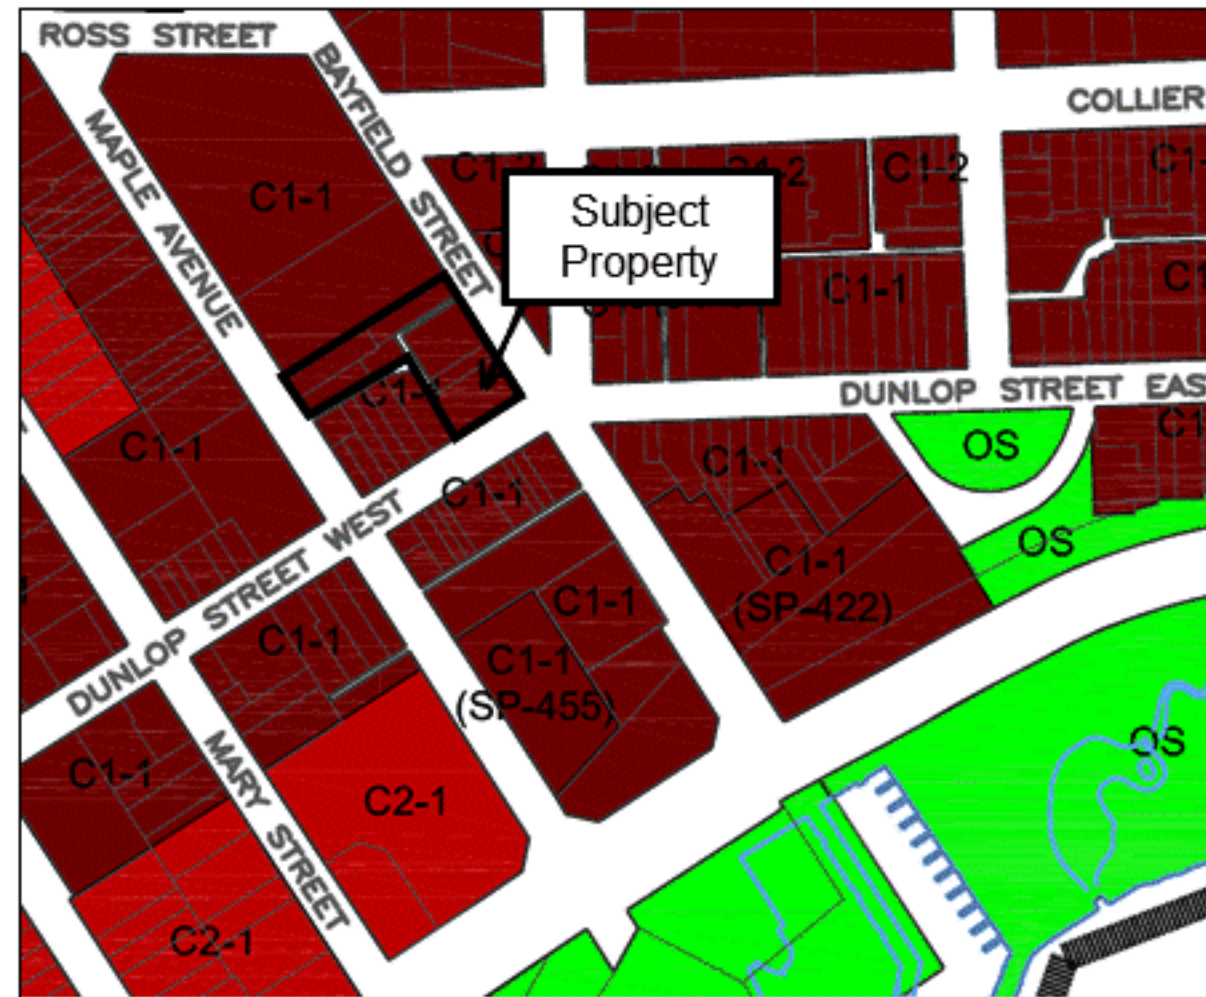 ROSS STREET
BAYFIELD STREET
COLLIER
MAPLE AVENUE
C1-1
C1-2
C1-2
Subject
Property
C1-1
DUNLOP STREET EAS
C1-1
C1-1
C1-1
OS
C1-1
OS
C1-1
(SP-422)
DUNLOP STREET WEST
C1-1
C1-1
C1-1
(SP-455)
OS
C1-1
MARY STREET
C2-1
C2-1